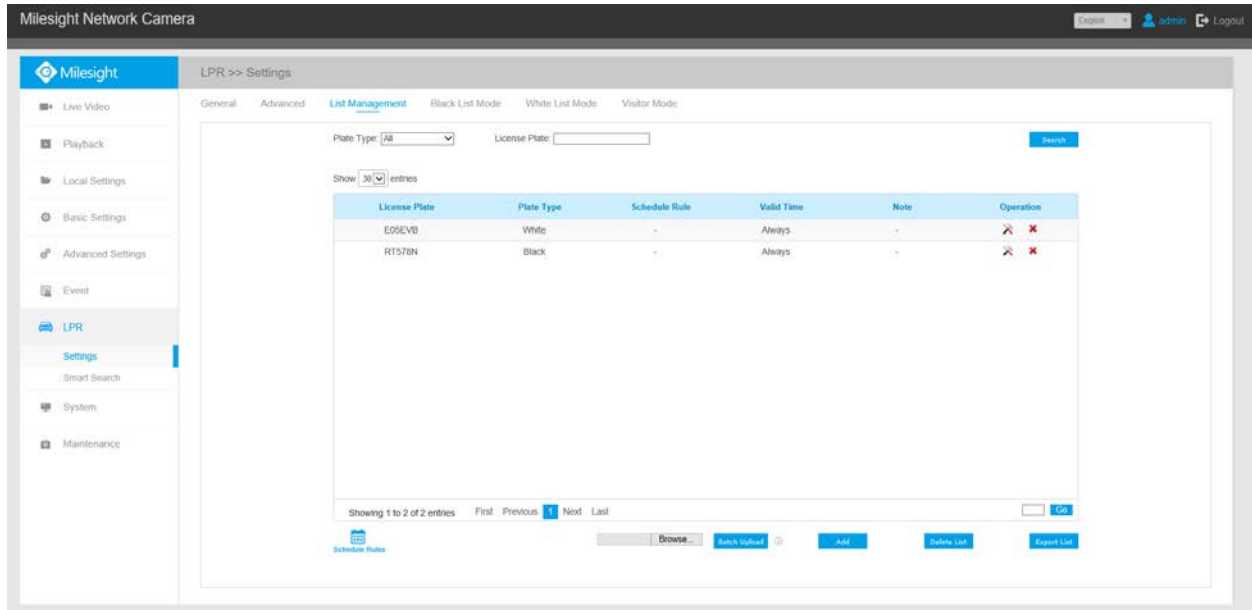 Milesight Network Camera
English admin Logout
Milesight
LPR >> Settings
Live Video
Playback
Local Settings
Basic Settings
Advanced Settings
Event
LPR
Settings
Smart Search
System
Maintenance
General Advanced List Management Black List Mode White List Mode Visitor Mode
Plate Type: All License Plate: Search
Show 30 entries
License Plate Plate Type Schedule Rule Valid Time Note Operation
E05EVB White - Always -
RT578N Black - Always -
Showing 1 to 2 of 2 entries First Previous 1 Next Last Go
Schedule Rules Browse... Batch Upload Add Delete List Export List